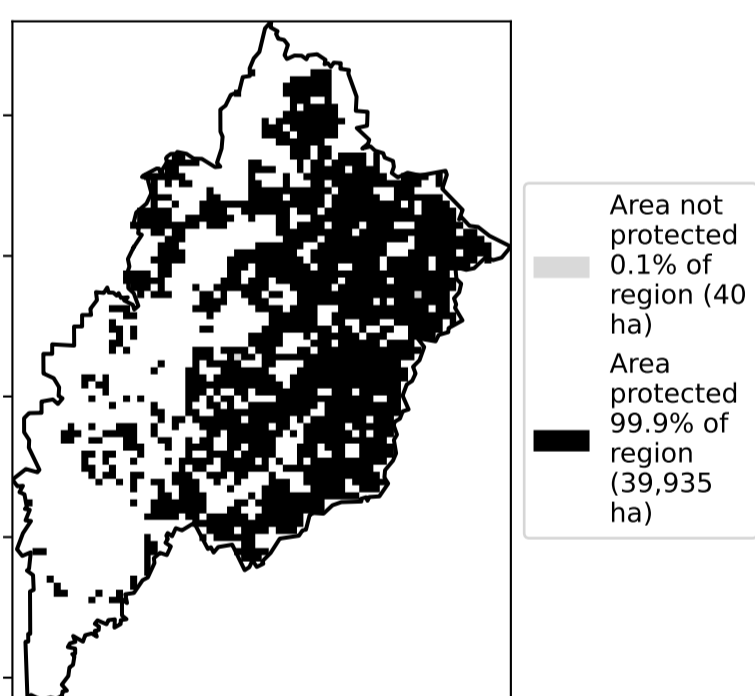 Area not
protected
0.1% of
region (40
ha)
Area
protected
99.9% of
region
(39,935
ha)